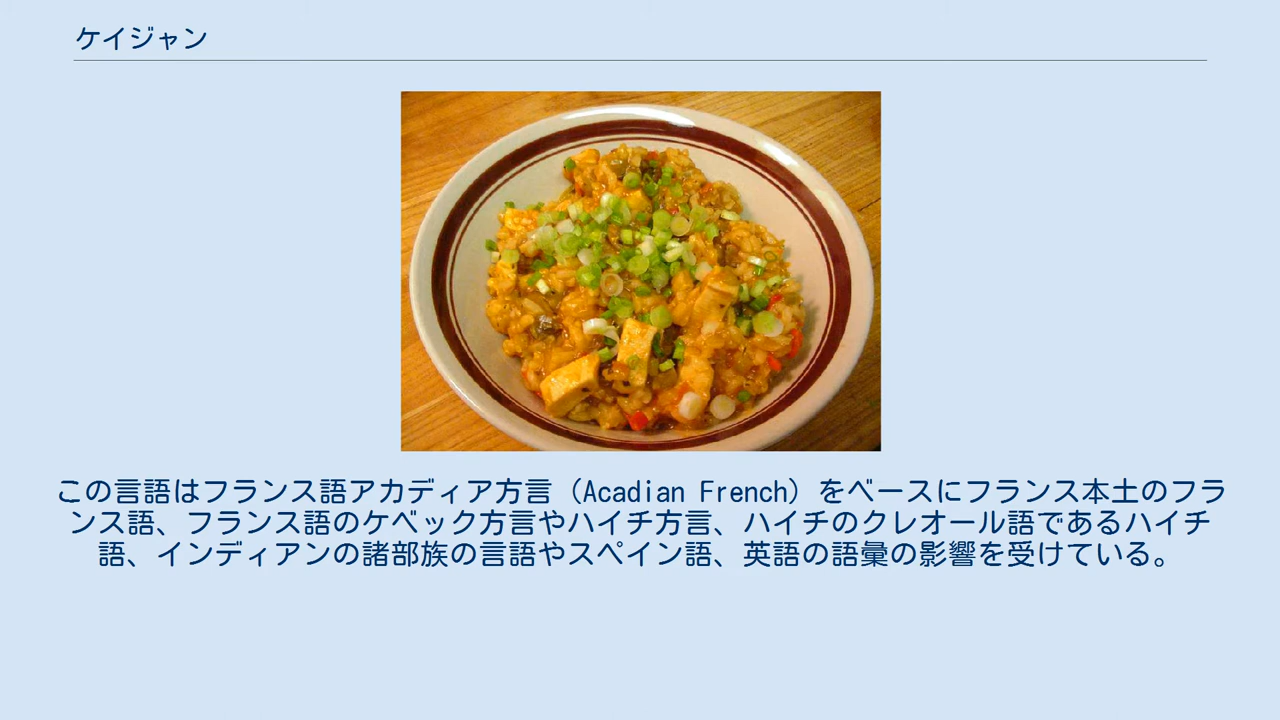 ケイジャン
この言語はフランス語アカディア方言（Acadian French）をベースにフランス本土のフラ
ンス語、フランス語のケベック方言やハイチ方言、ハイチのクレオール語であるハイチ
語、インディアンの諸部族の言語やスペイン語、英語の語彙の影響を受けている。